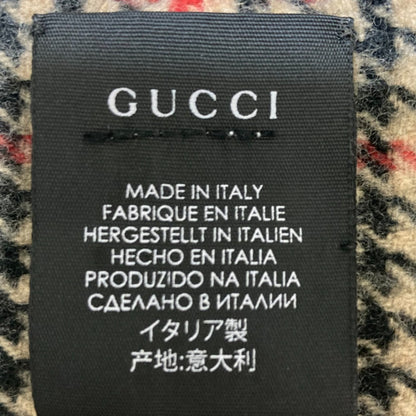 GUCCI
MADE IN ITALY
FABRIQUE EN ITALIE
HERGESTELLT IN ITALIEN
HECHO EN ITALIA
PRODUZIDO NA ITALIA
СДЕЛАНО В ИТАЛИИ
イタリア製
产地:意大利